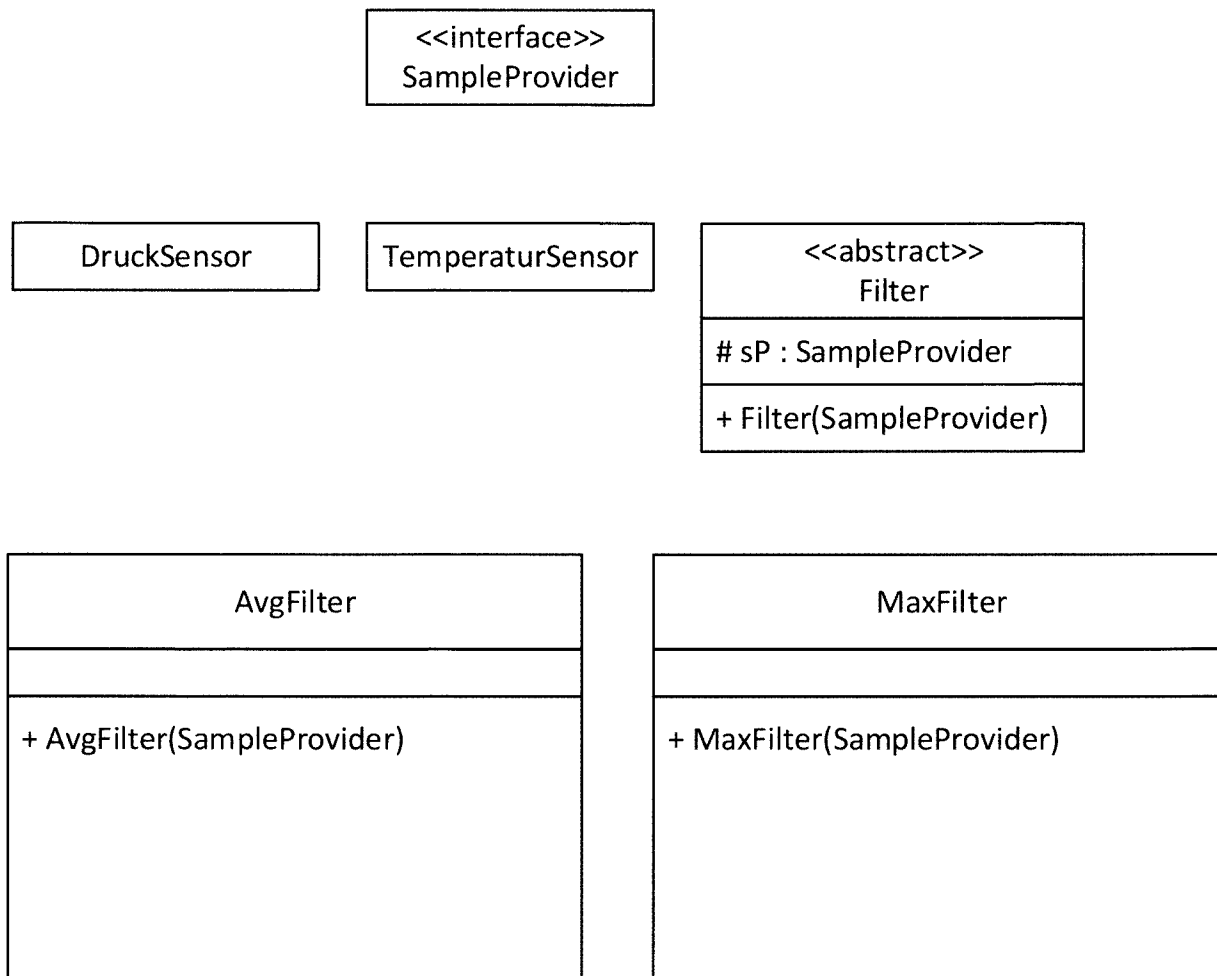 <<interface>>
SampleProvider
DruckSensor
TemperaturSensor
<<abstract>>
Filter
# sP : SampleProvider
+ Filter(SampleProvider)
AvgFilter
MaxFilter
+ AvgFilter(SampleProvider)
+ MaxFilter(SampleProvider)